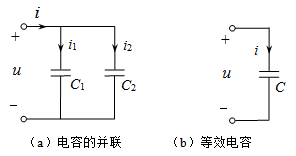 i
+ i₁ i₂ + i
u C₁ C₂ u C
− −
(a)电容的并联 (b)等效电容